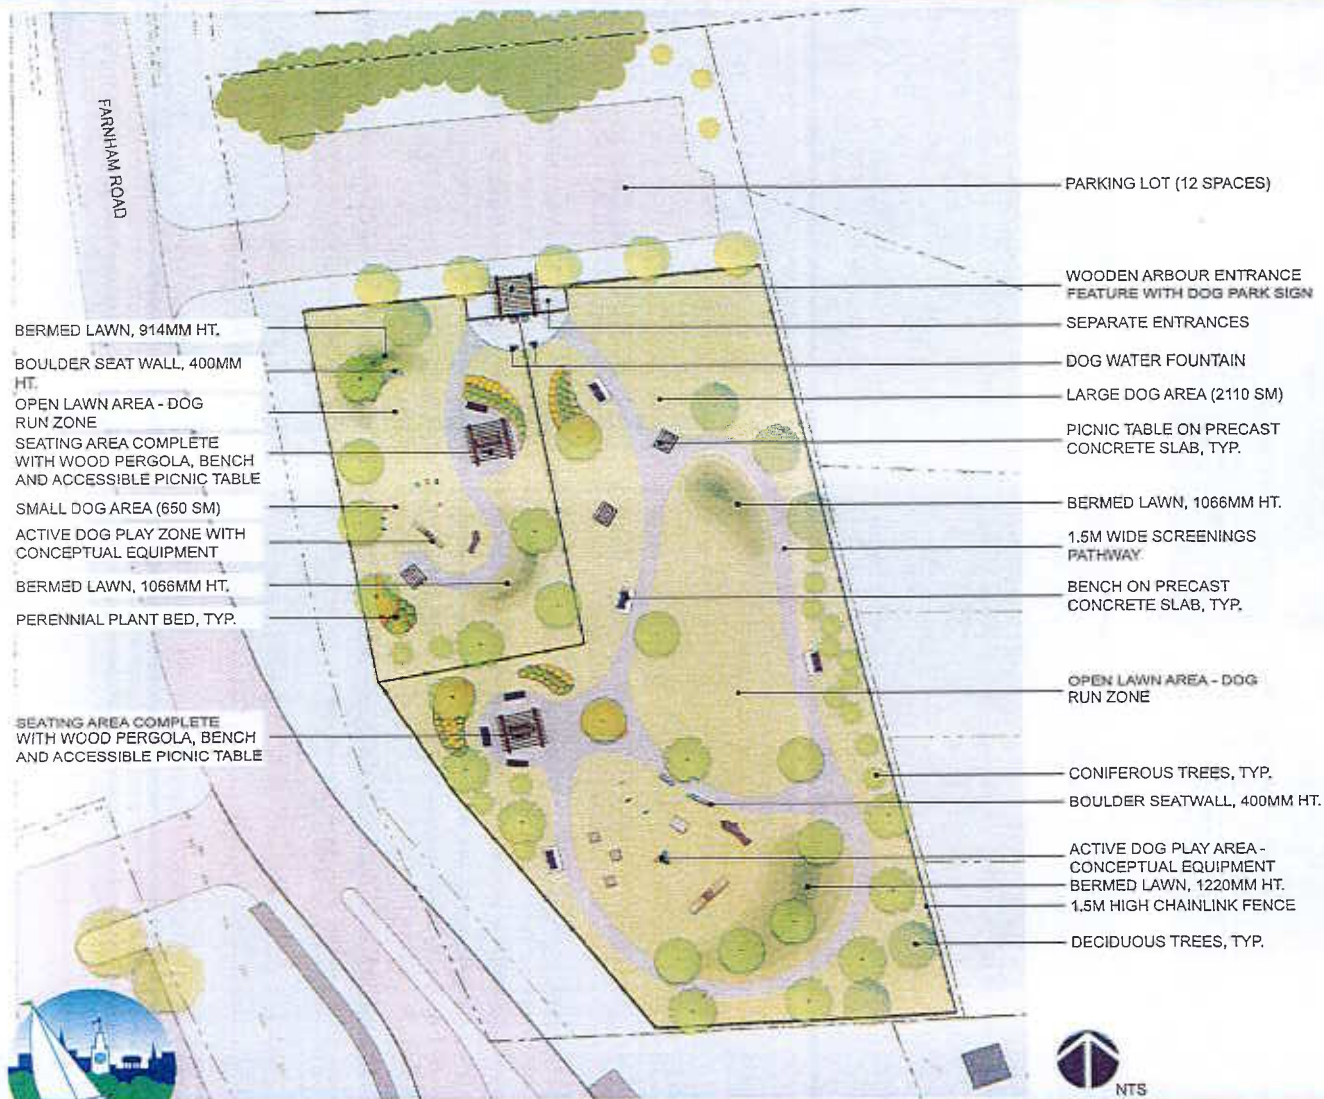 FARNHAM ROAD
BERMED LAWN, 914MM HT.
BOULDER SEAT WALL, 400MM
HT.
OPEN LAWN AREA - DOG
RUN ZONE
SEATING AREA COMPLETE
WITH WOOD PERGOLA, BENCH
AND ACCESSIBLE PICNIC TABLE
SMALL DOG AREA (650 SM)
ACTIVE DOG PLAY ZONE WITH
CONCEPTUAL EQUIPMENT
BERMED LAWN, 1066MM HT.
PERENNIAL PLANT BED, TYP.
SEATING AREA COMPLETE
WITH WOOD PERGOLA, BENCH
AND ACCESSIBLE PICNIC TABLE
PARKING LOT (12 SPACES)
WOODEN ARBOUR ENTRANCE
FEATURE WITH DOG PARK SIGN
SEPARATE ENTRANCES
DOG WATER FOUNTAIN
LARGE DOG AREA (2110 SM)
PICNIC TABLE ON PRECAST
CONCRETE SLAB, TYP.
BERMED LAWN, 1066MM HT.
1.5M WIDE SCREENINGS
PATHWAY
BENCH ON PRECAST
CONCRETE SLAB, TYP.
OPEN LAWN AREA - DOG
RUN ZONE
CONIFEROUS TREES, TYP.
BOULDER SEATWALL, 400MM HT.
ACTIVE DOG PLAY AREA -
CONCEPTUAL EQUIPMENT
BERMED LAWN, 1220MM HT.
1.5M HIGH CHAINLINK FENCE
DECIDUOUS TREES, TYP.
NTS